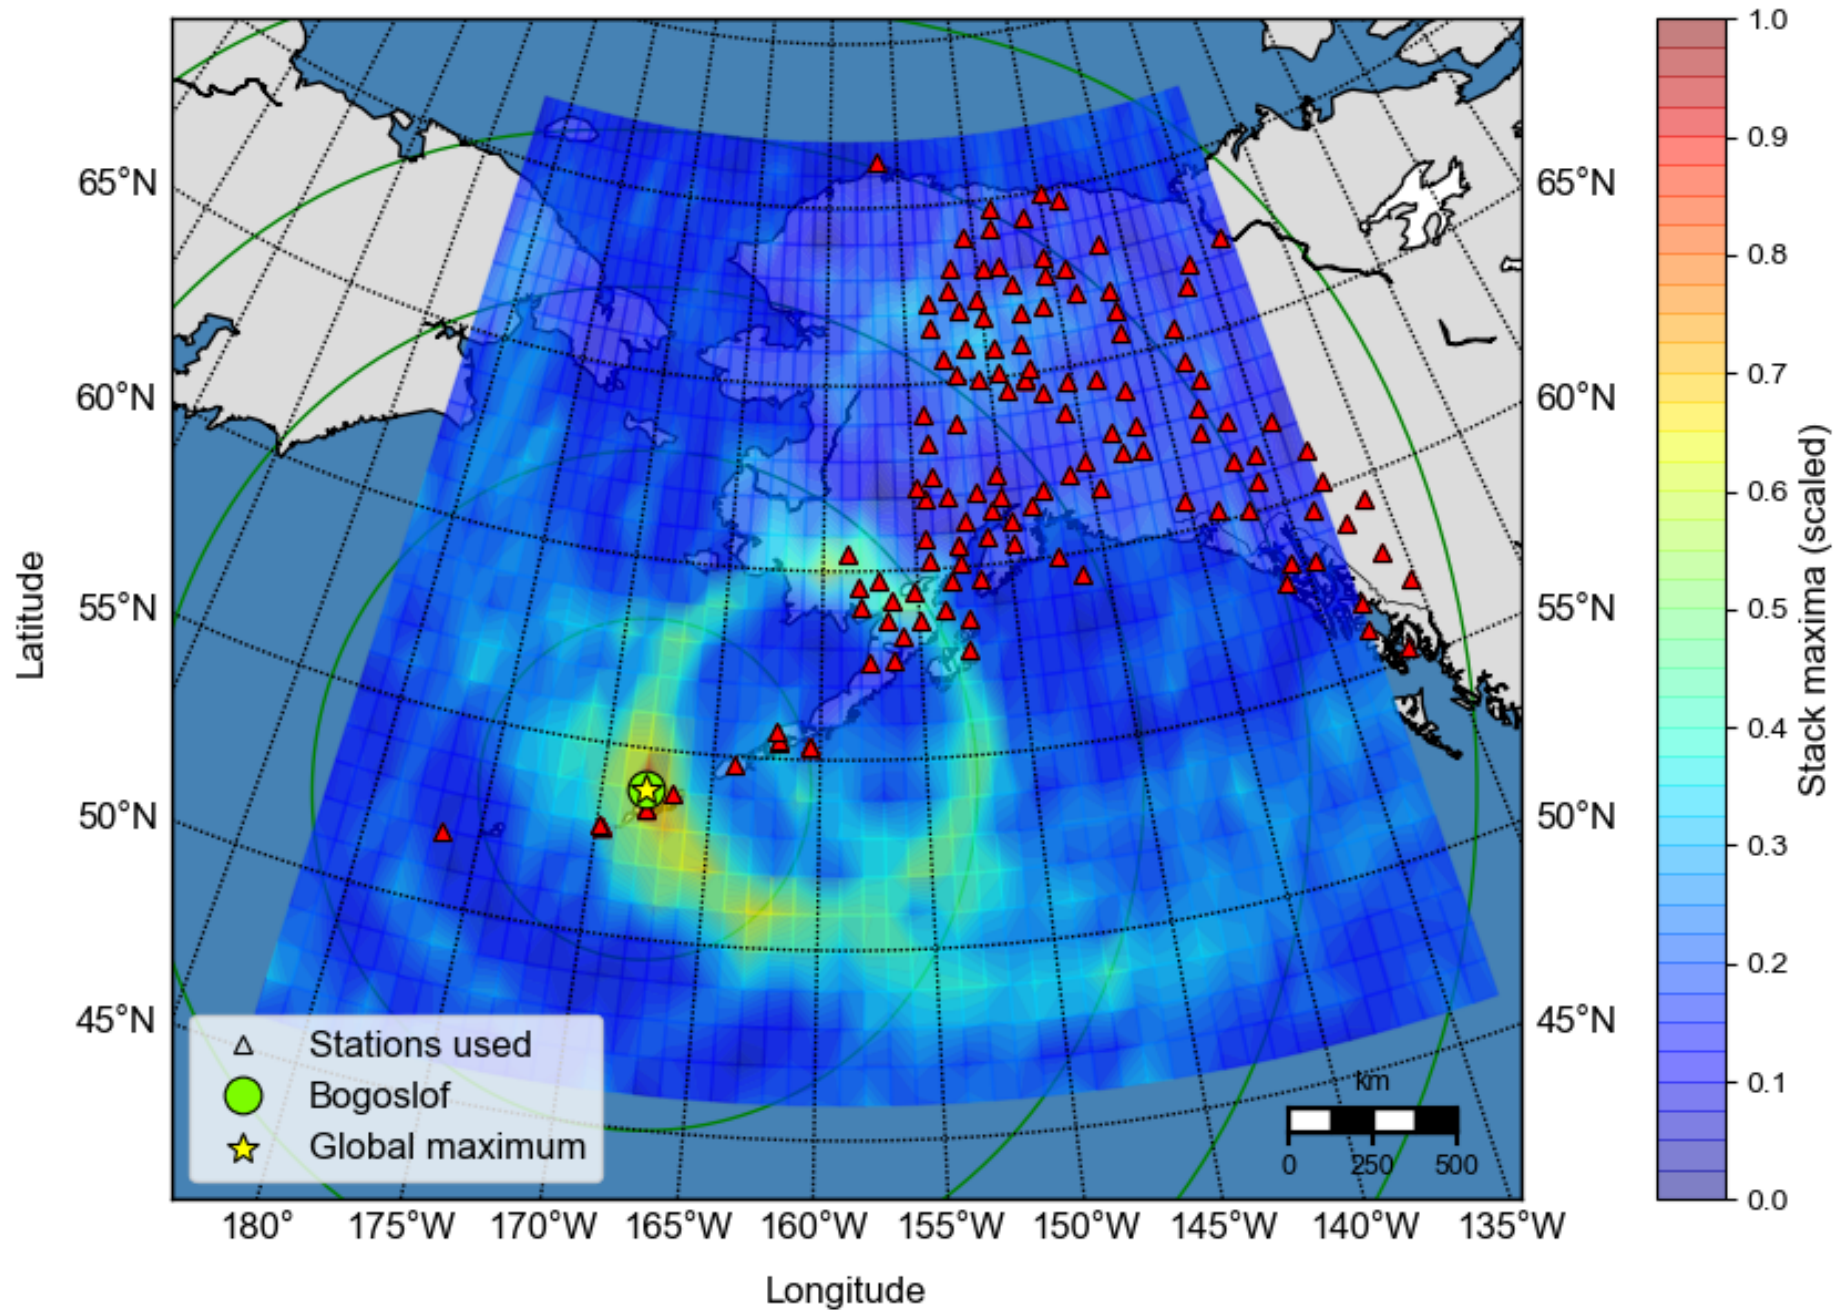 65°N
60°N
55°N
50°N
45°N
Latitude
65°N
60°N
55°N
50°N
45°N
180°
175°W
170°W
165°W
160°W
155°W
150°W
145°W
140°W
135°W
Longitude
Stations used
Bogoslof
Global maximum
km
0 250 500
1.0
0.9
0.8
0.7
0.6
0.5
0.4
0.3
0.2
0.1
0.0
Stack maxima (scaled)